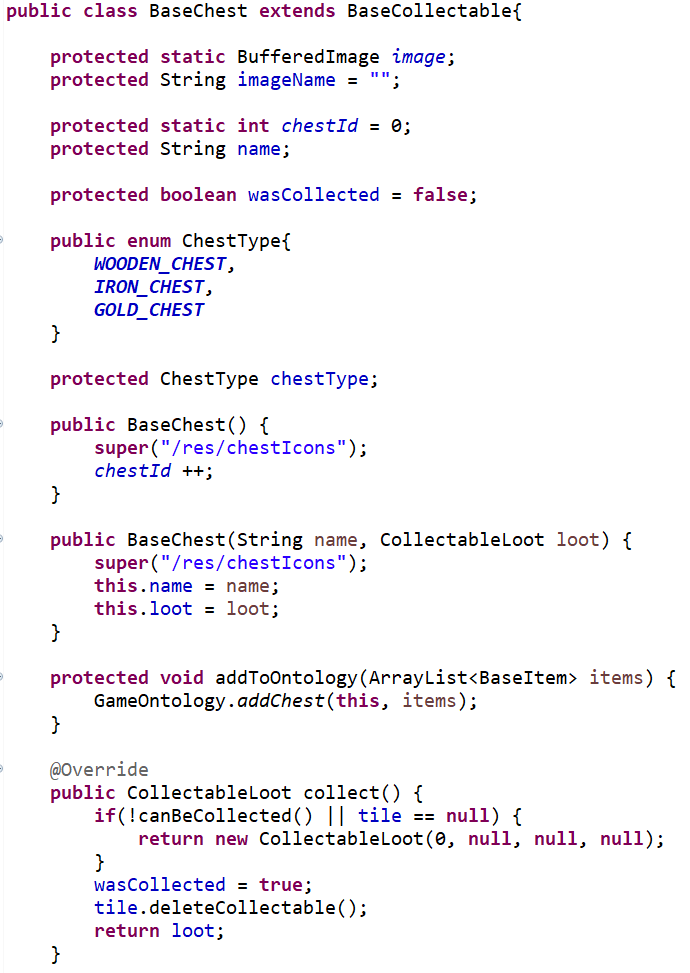 public class BaseChest extends BaseCollectable{
protected static BufferedImage image;
protected String imageName = "";
protected static int chestId = 0;
protected String name;
protected boolean wasCollected = false;
public enum ChestType{
WOODEN_CHEST,
IRON_CHEST,
GOLD_CHEST
}
protected ChestType chestType;
public BaseChest() {
super("/res/chestIcons");
chestId ++;
}
public BaseChest(String name, CollectableLoot loot) {
super("/res/chestIcons");
this.name = name;
this.loot = loot;
}
protected void addToOntology(ArrayList<BaseItem> items) {
GameOntology.addChest(this, items);
}
@Override
public CollectableLoot collect() {
if(!canBeCollected() || tile == null) {
return new CollectableLoot(0, null, null, null);
}
wasCollected = true;
tile.deleteCollectable();
return loot;
}